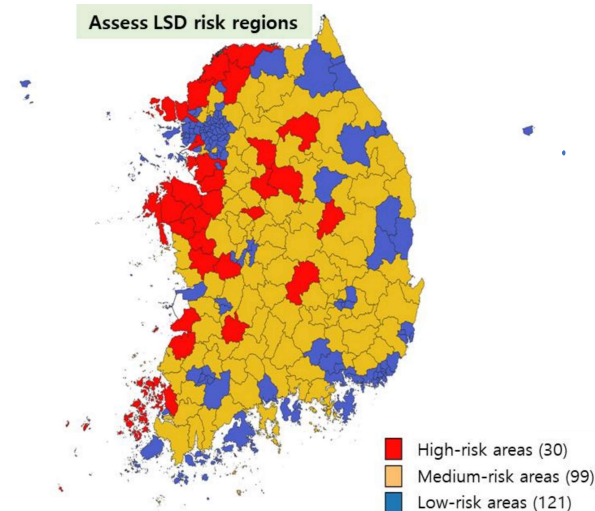 Assess LSD risk regions
High-risk areas (30)
Medium-risk areas (99)
Low-risk areas (121)